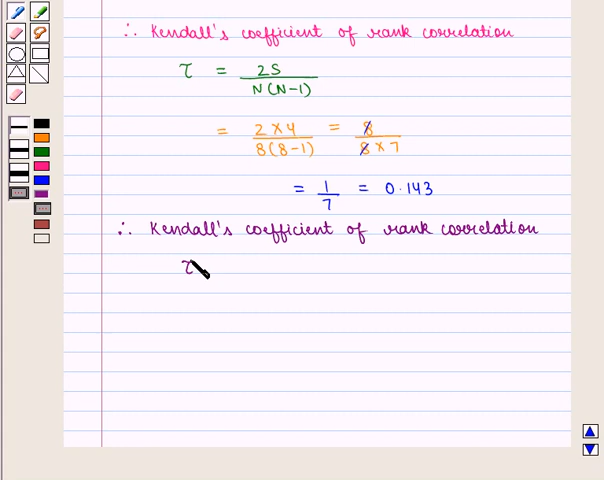 ∴ Kendall's coefficient of rank correlation
τ = 2S / N(N-1)
= 2×4 / 8(8-1) = 8 / 8×7
= 1/7 = 0.143
∴ Kendall's coefficient of rank correlation
τ